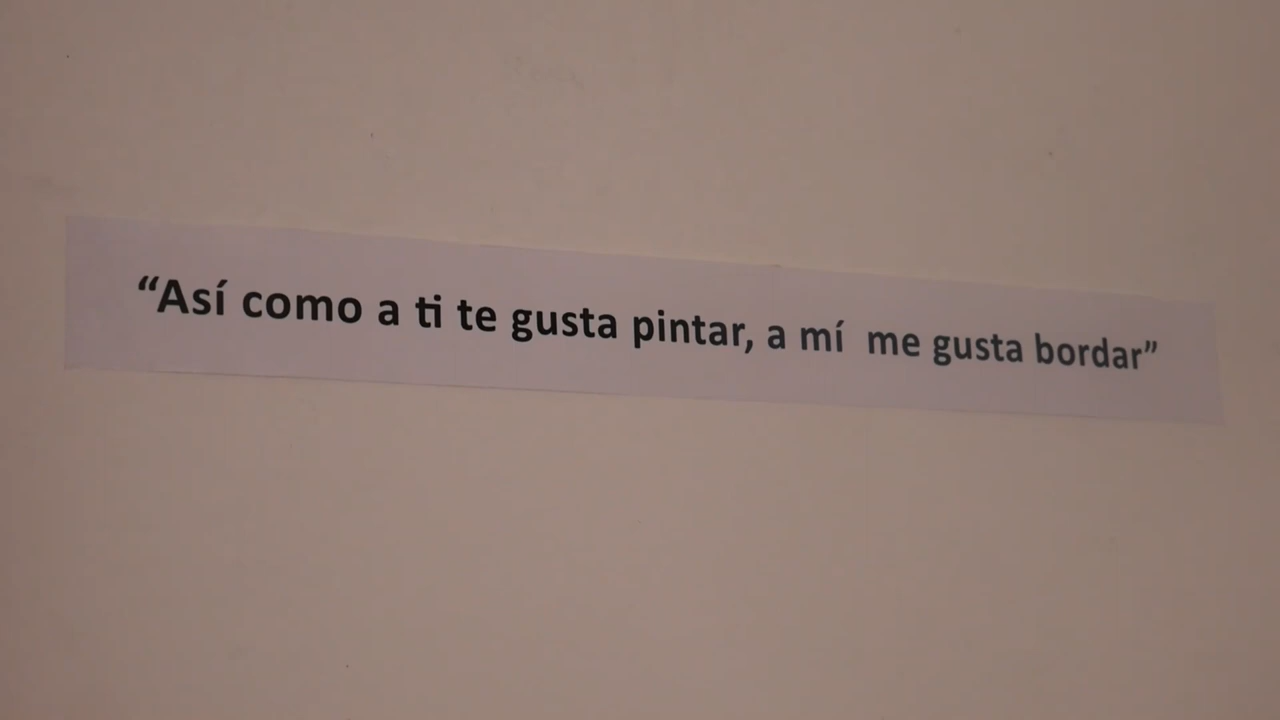 “Así como a ti te gusta pintar, a mí  me gusta bordar”